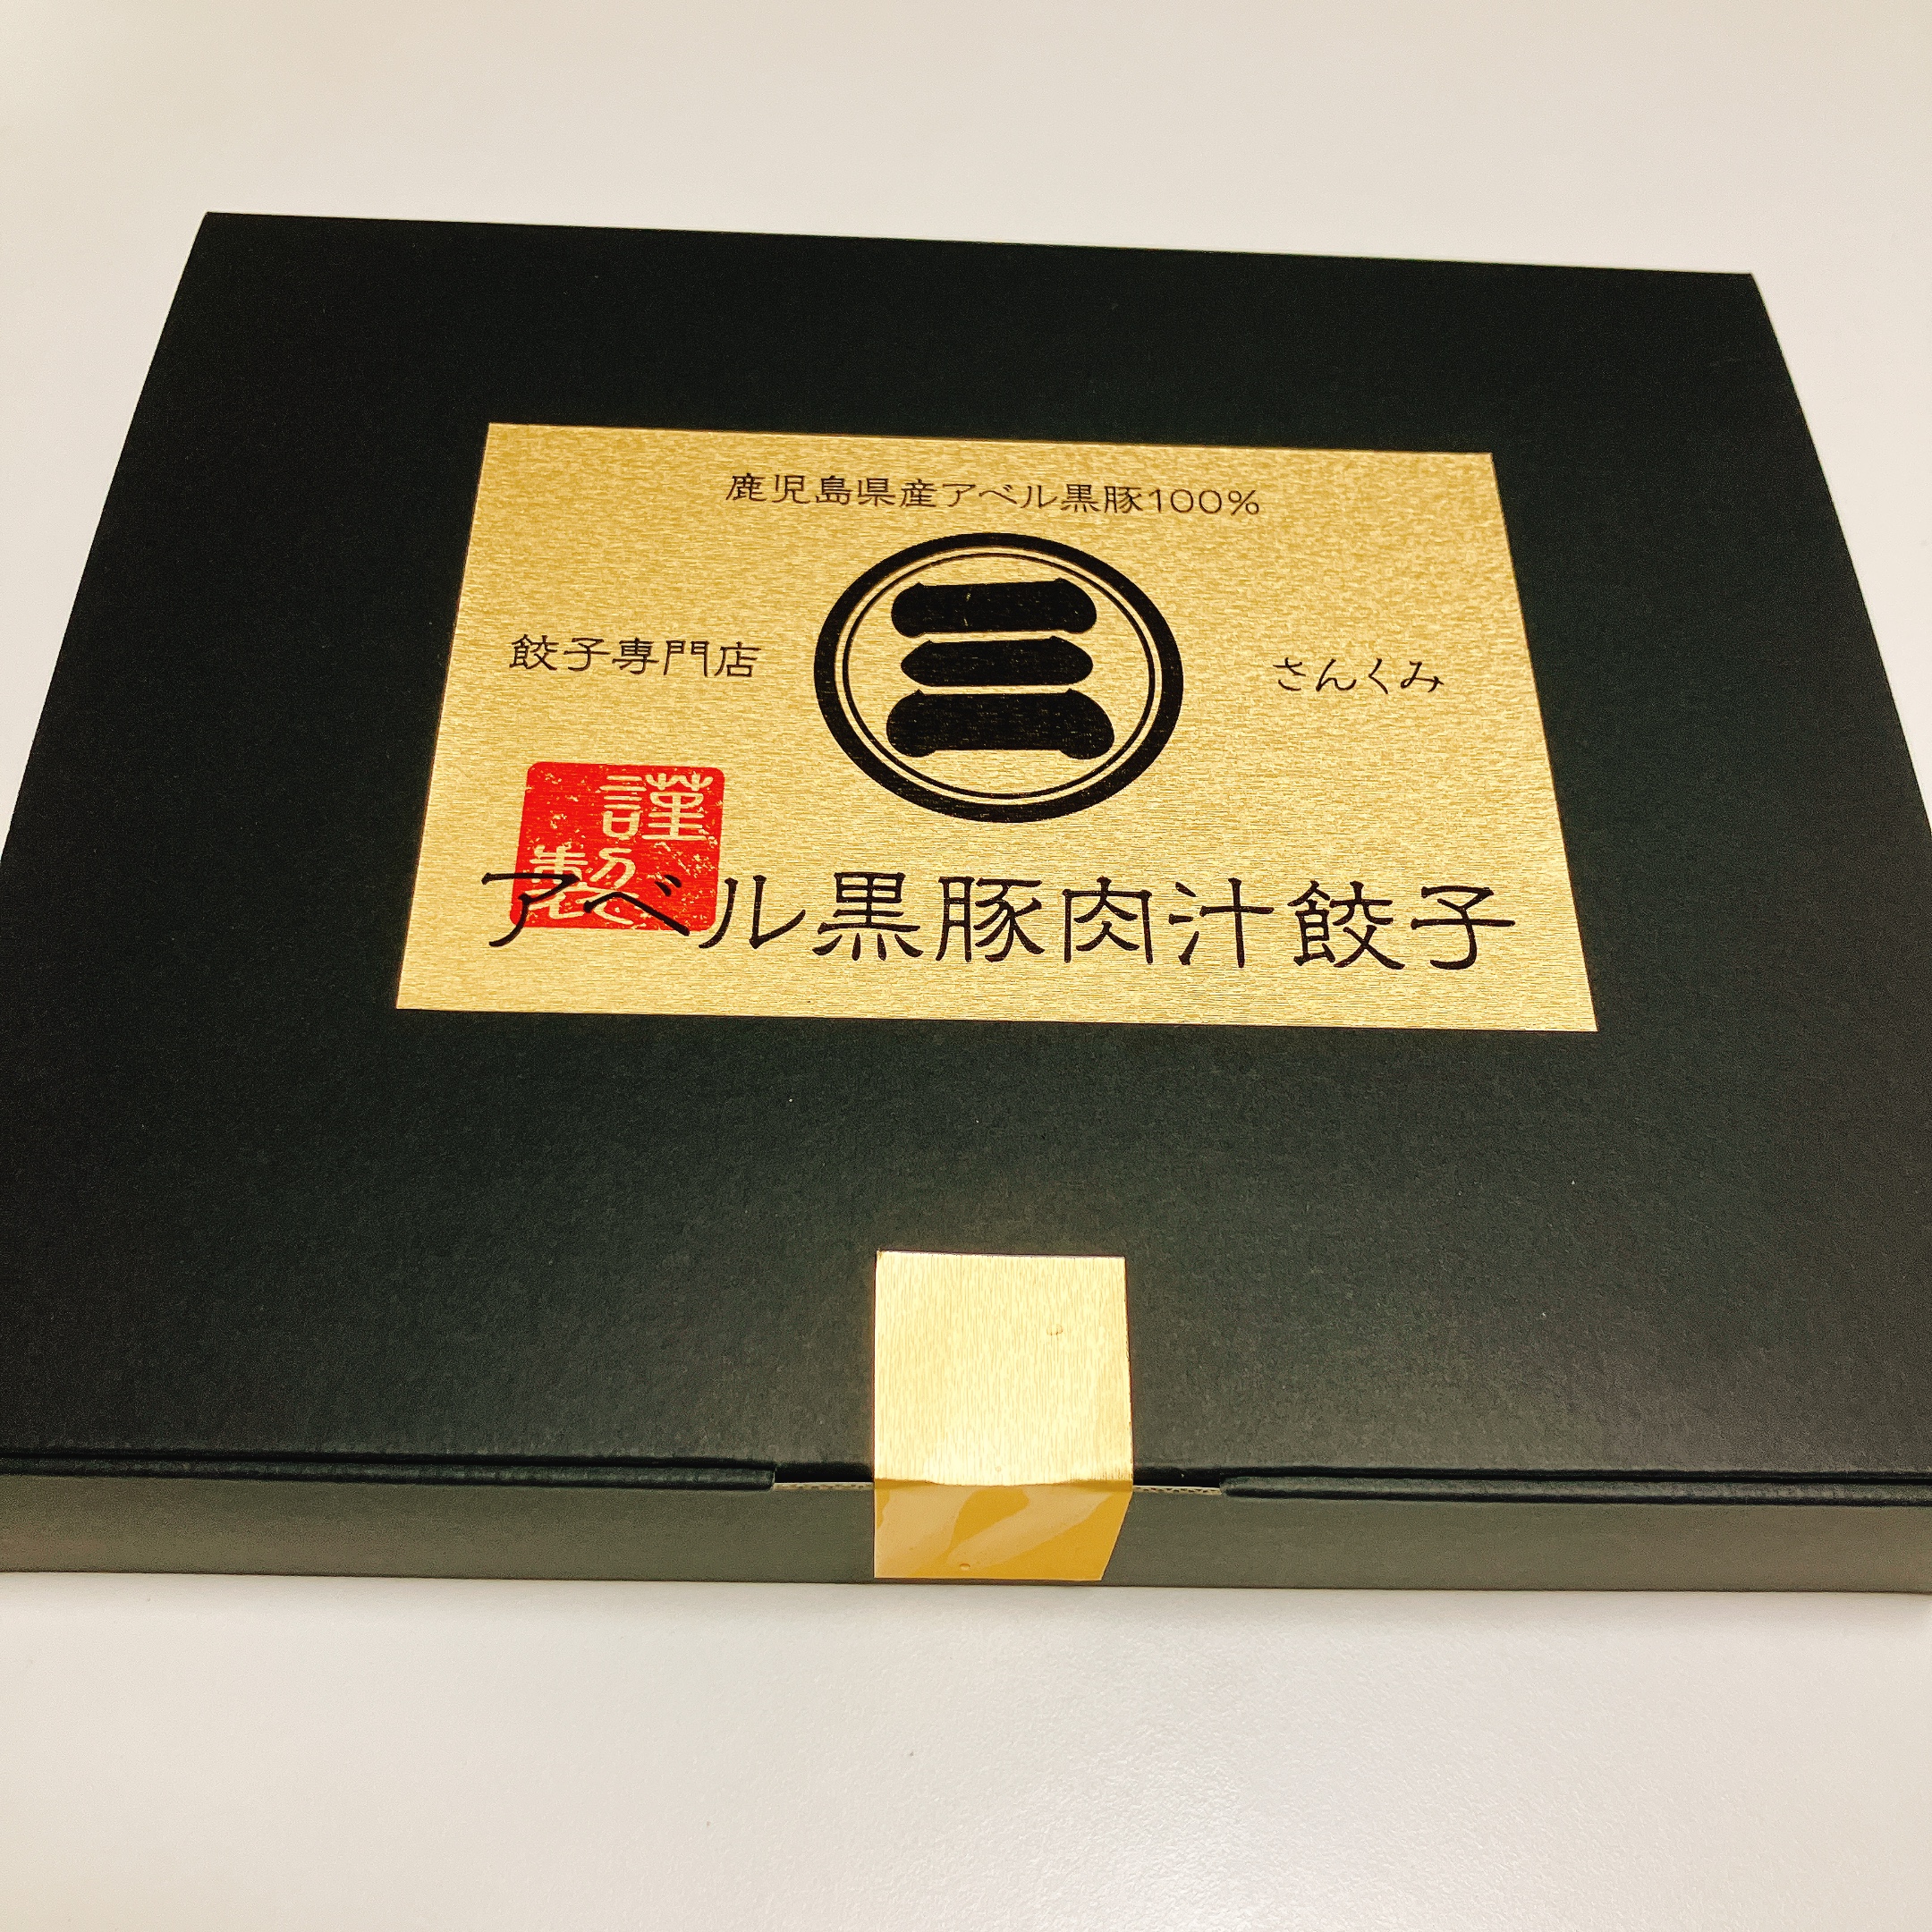 鹿児島県産アベル黒豚100%
三
餃子専門店
さんくみ
謹製
アベル黒豚肉汁餃子